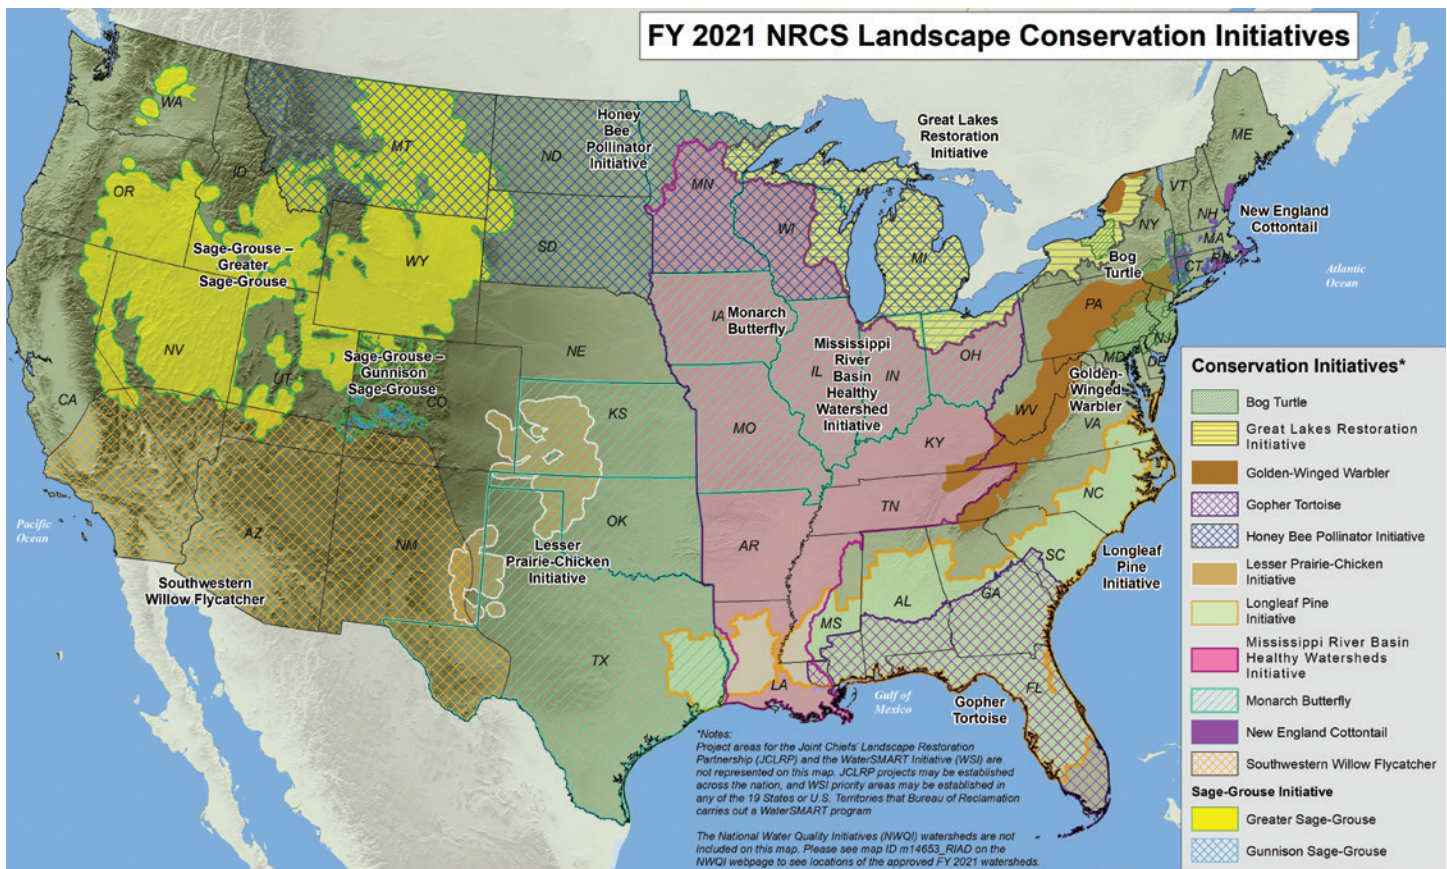 FY 2021 NRCS Landscape Conservation Initiatives
WA
MT
ND
Honey
Bee
Pollinator
Initiative
MN
Great Lakes
Restoration
Initiative
ME
VT
NH
NY
MA
CT
RI
New England
Cottontail
Bog
Turtle
Atlantic
Ocean
OR
ID
Sage-Grouse –
Greater
Sage-Grouse
WY
SD
WI
MI
PA
NJ
MD
DE
NV
UT
Sage-Grouse –
Gunnison
Sage-Grouse
CO
NE
IA
Monarch
Butterfly
IL
IN
OH
Mississippi
River
Basin
Healthy
Watershed
Initiative
Golden-
Winged
Warbler
WV
VA
CA
KS
MO
KY
Pacific
Ocean
AZ
NM
OK
AR
TN
NC
SC
Southwestern
Willow Flycatcher
Lesser
Prairie-Chicken
Initiative
Longleaf
Pine
Initiative
TX
LA
MS
AL
GA
FL
Gulf of
Mexico
Gopher
Tortoise
*Notes:
Project areas for the Joint Chiefs' Landscape Restoration
Partnership (JCLRP) and the WaterSMART Initiative (WSI) are
not represented on this map. JCLRP projects may be established
across the nation, and WSI priority areas may be established in
any of the 19 States or U.S. Territories that Bureau of Reclamation
carries out a WaterSMART program
The National Water Quality Initiatives (NWQI) watersheds are not
included on this map. Please see map ID m14653_RIAD on the
NWQI webpage to see locations of the approved FY 2021 watersheds.
Conservation Initiatives*
Bog Turtle
Great Lakes Restoration
Initiative
Golden-Winged Warbler
Gopher Tortoise
Honey Bee Pollinator Initiative
Lesser Prairie-Chicken
Initiative
Longleaf Pine
Initiative
Mississippi River Basin
Healthy Watersheds
Initiative
Monarch Butterfly
New England Cottontail
Southwestern Willow Flycatcher
Sage-Grouse Initiative
Greater Sage-Grouse
Gunnison Sage-Grouse